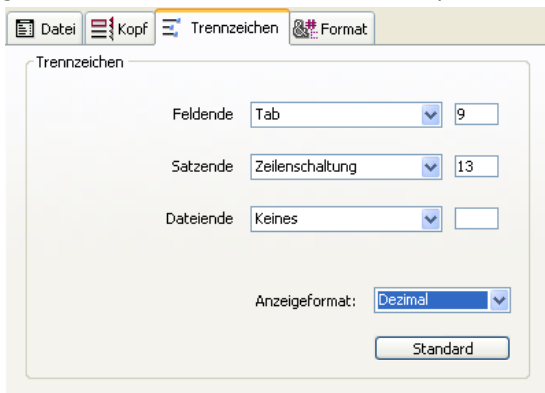 Datei Kopf Trennzeichen Format
Trennzeichen
Feldende Tab 9
Satzende Zeilenschaltung 13
Dateiende Keines
Anzeigeformat: Dezimal
Standard